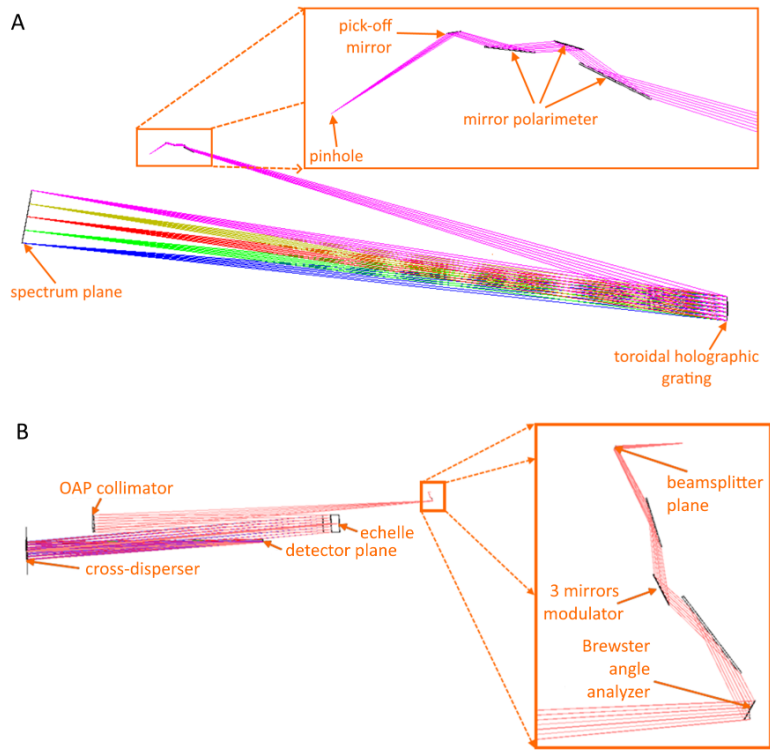 A
pick-off
mirror
mirror polarimeter
pinhole
spectrum plane
toroidal holographic
grating
B
OAP collimator
echelle
detector plane
cross-disperser
beamsplitter
plane
3 mirrors
modulator
Brewster
angle
analyzer